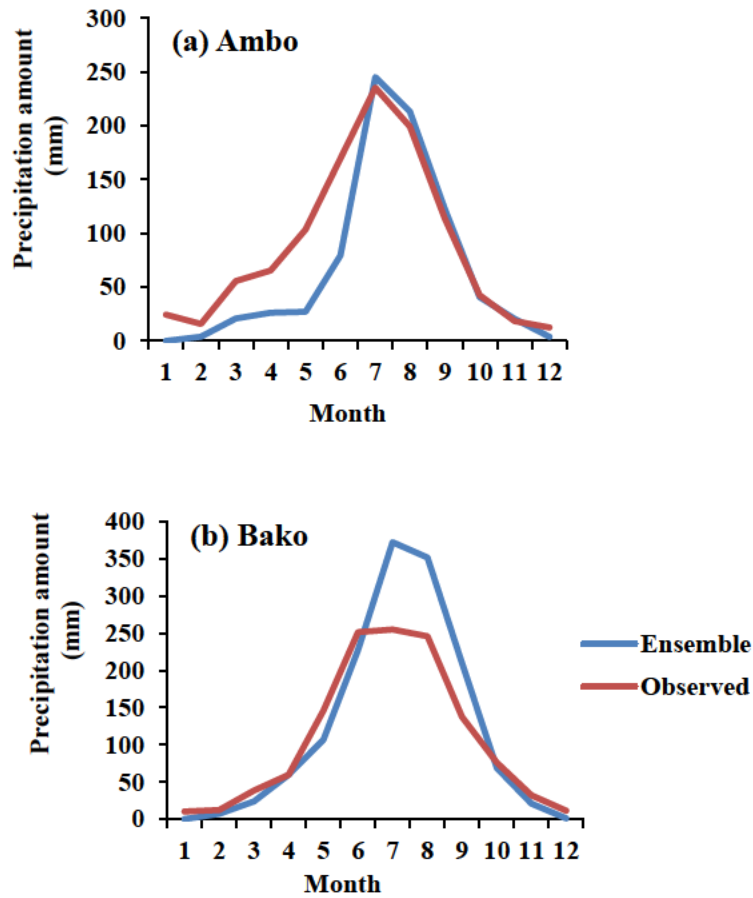 (a) Ambo
Precipitation amount
(mm)
300
250
200
150
100
50
0
1 2 3 4 5 6 7 8 9 10 11 12
Month
(b) Bako
Precipitation amount
(mm)
400
350
300
250
200
150
100
50
0
1 2 3 4 5 6 7 8 9 10 11 12
Month
Ensemble
Observed